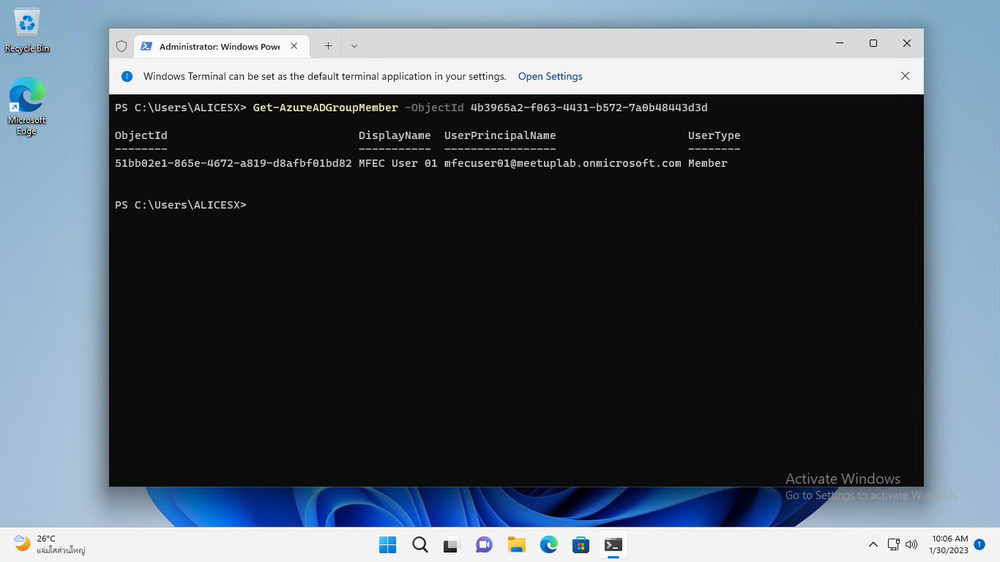 Recycle Bin
Microsoft
Edge
Administrator: Windows Powe
Windows Terminal can be set as the default terminal application in your settings. Open Settings
PS C:\Users\ALICESX> Get-AzureADGroupMember -ObjectId 4b3965a2-f063-4431-b572-7a0b48443d3d
ObjectId DisplayName UserPrincipalName UserType
-------- ----------- ----------------- --------
51bb02e1-865e-4672-a819-d8afbf01bd82 MFEC User 01 mfecuser01@meetuplab.onmicrosoft.com Member
PS C:\Users\ALICESX>
Activate Windows
Go to Settings to activate Windows
26°C
แจ่มใสส่วนใหญ่
10:06 AM
1/30/2023
1